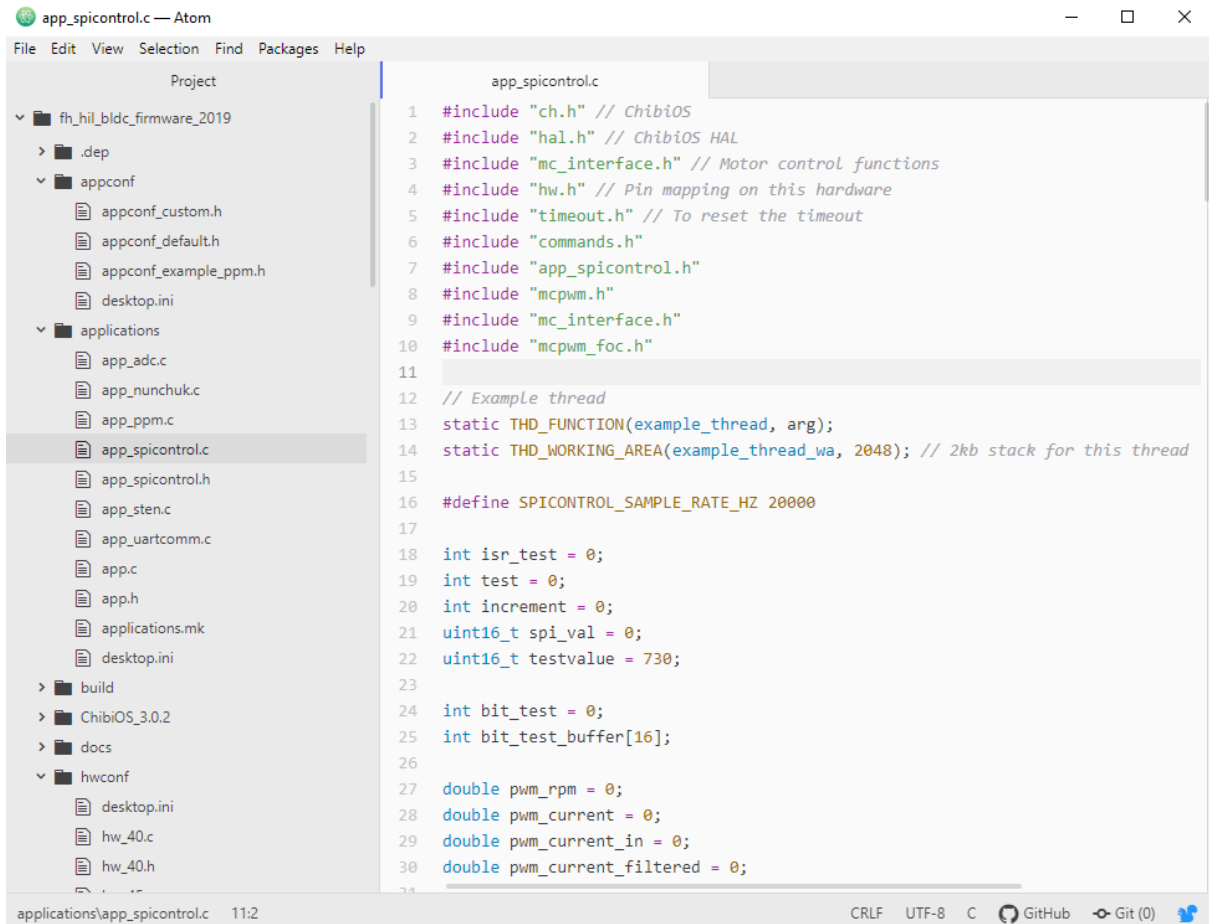 app_spicontrol.c — Atom
File Edit View Selection Find Packages Help
Project
fh_hil_bldc_firmware_2019
.dep
appconf
appconf_custom.h
appconf_default.h
appconf_example_ppm.h
desktop.ini
applications
app_adc.c
app_nunchuk.c
app_ppm.c
app_spicontrol.c
app_spicontrol.h
app_sten.c
app_uartcomm.c
app.c
app.h
applications.mk
desktop.ini
build
ChibiOS_3.0.2
docs
hwconf
desktop.ini
hw_40.c
hw_40.h
app_spicontrol.c
1 #include "ch.h" // ChibiOS
2 #include "hal.h" // ChibiOS HAL
3 #include "mc_interface.h" // Motor control functions
4 #include "hw.h" // Pin mapping on this hardware
5 #include "timeout.h" // To reset the timeout
6 #include "commands.h"
7 #include "app_spicontrol.h"
8 #include "mcpwm.h"
9 #include "mc_interface.h"
10 #include "mcpwm_foc.h"
11
12 // Example thread
13 static THD_FUNCTION(example_thread, arg);
14 static THD_WORKING_AREA(example_thread_wa, 2048); // 2kb stack for this thread
15
16 #define SPICONTROL_SAMPLE_RATE_HZ 20000
17
18 int isr_test = 0;
19 int test = 0;
20 int increment = 0;
21 uint16_t spi_val = 0;
22 uint16_t testvalue = 730;
23
24 int bit_test = 0;
25 int bit_test_buffer[16];
26
27 double pwm_rpm = 0;
28 double pwm_current = 0;
29 double pwm_current_in = 0;
30 double pwm_current_filtered = 0;
applications\app_spicontrol.c 11:2
CRLF UTF-8 C GitHub Git (0)